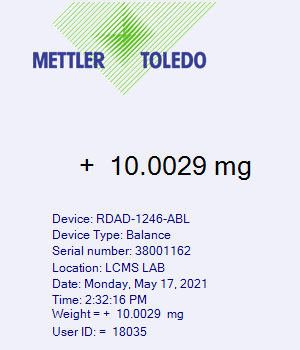 METTLER TOLEDO
+ 10.0029 mg
Device: RDAD-1246-ABL
Device Type: Balance
Serial number: 38001162
Location: LCMS LAB
Date: Monday, May 17, 2021
Time: 2:32:16 PM
Weight = + 10.0029 mg
User ID: = 18035